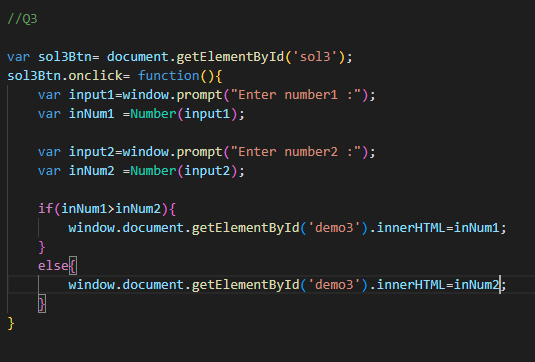 //Q3
var sol3Btn= document.getElementById('sol3');
sol3Btn.onclick= function(){
    var input1=window.prompt("Enter number1 :");
    var inNum1 =Number(input1);
    var input2=window.prompt("Enter number2 :");
    var inNum2 =Number(input2);
    if(inNum1>inNum2){
        window.document.getElementById('demo3').innerHTML=inNum1;
    }
    else{
        window.document.getElementById('demo3').innerHTML=inNum2;
    }
}